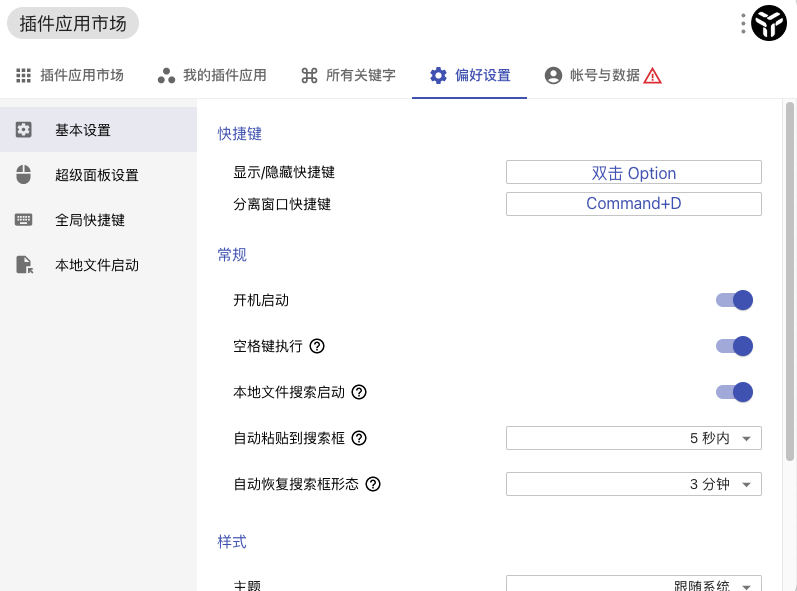 插件应用市场
插件应用市场 我的插件应用 所有关键字 偏好设置 帐号与数据
基本设置
超级面板设置
全局快捷键
本地文件启动
快捷键
显示/隐藏快捷键 双击 Option
分离窗口快捷键 Command+D
常规
开机启动
空格键执行
本地文件搜索启动
自动粘贴到搜索框 5 秒内
自动恢复搜索框形态 3 分钟
样式
主题 跟随系统